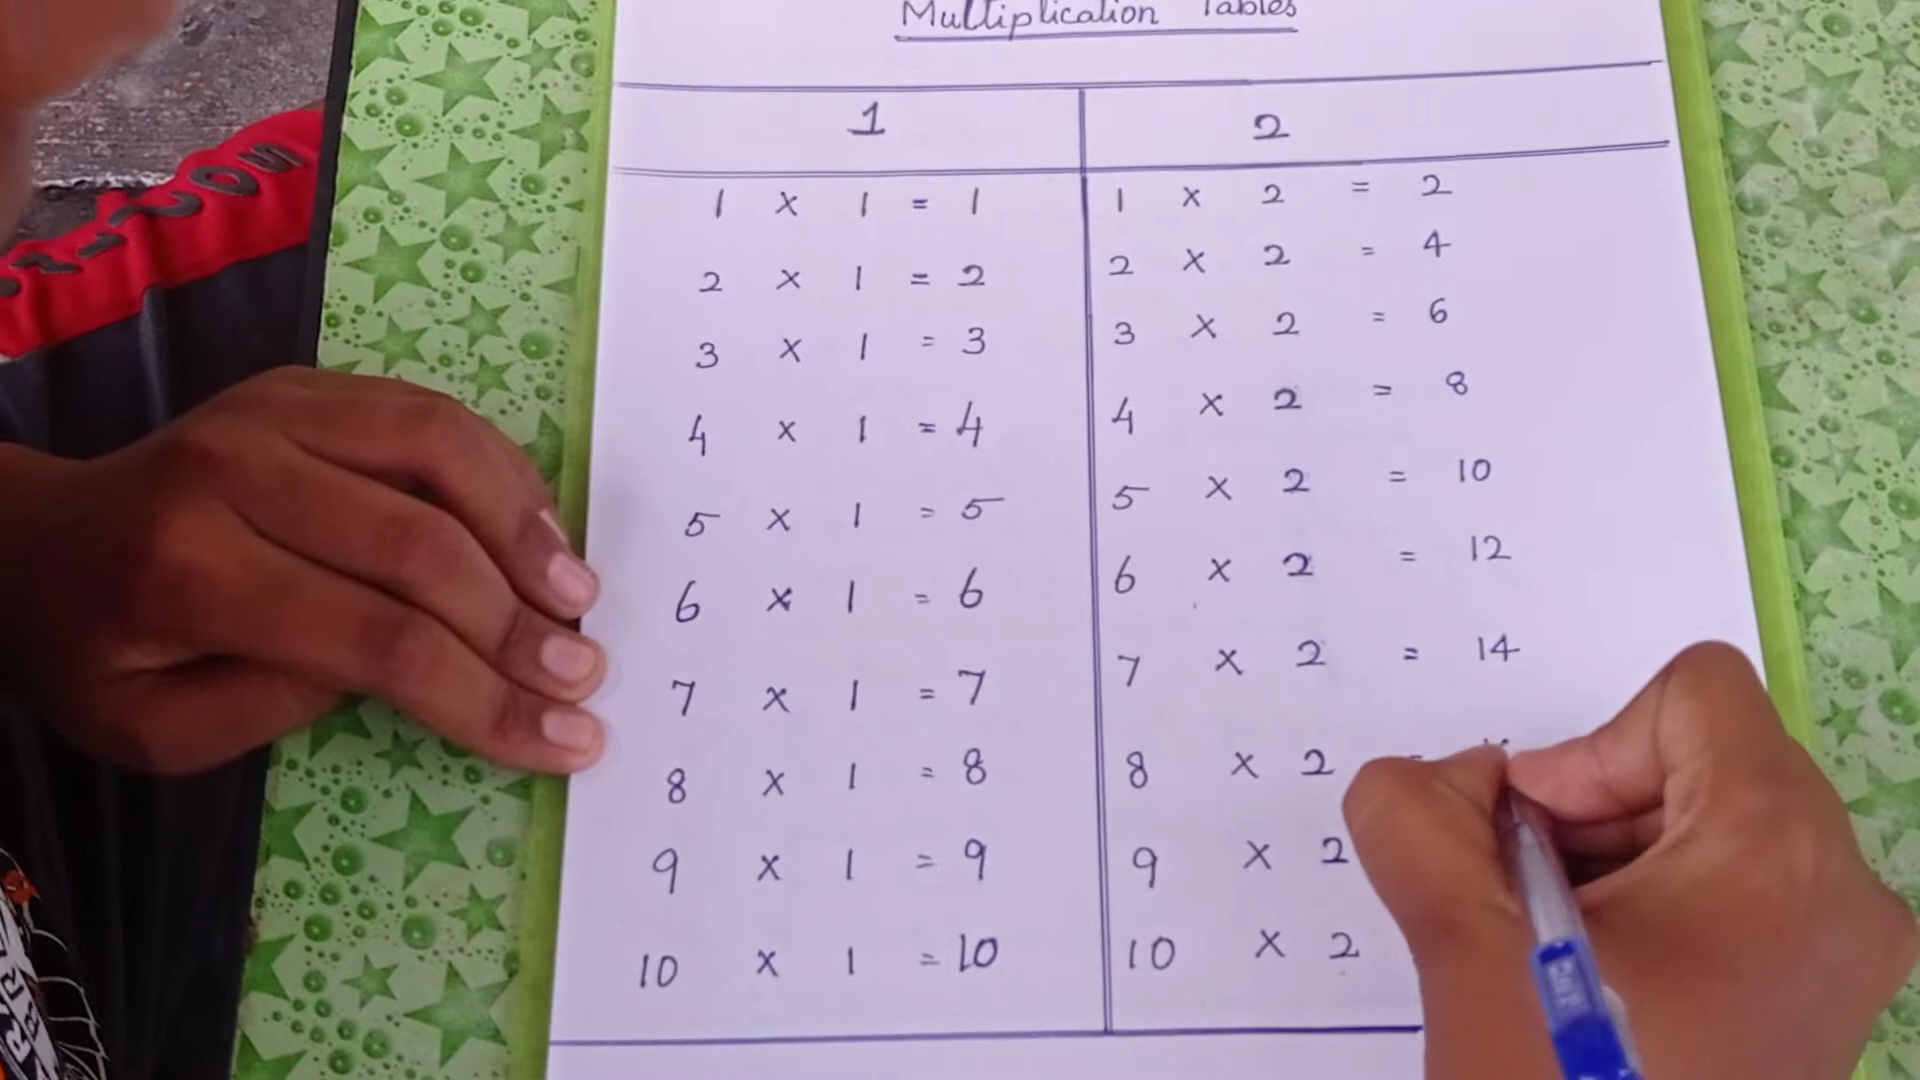 Multiplication Tables
1 2
1 x 1 = 1 1 x 2 = 2
2 x 1 = 2 2 x 2 = 4
3 x 1 = 3 3 x 2 = 6
4 x 1 = 4 4 x 2 = 8
5 x 1 = 5 5 x 2 = 10
6 x 1 = 6 6 x 2 = 12
7 x 1 = 7 7 x 2 = 14
8 x 1 = 8 8 x 2 =
9 x 1 = 9 9 x 2
10 x 1 = 10 10 x 2